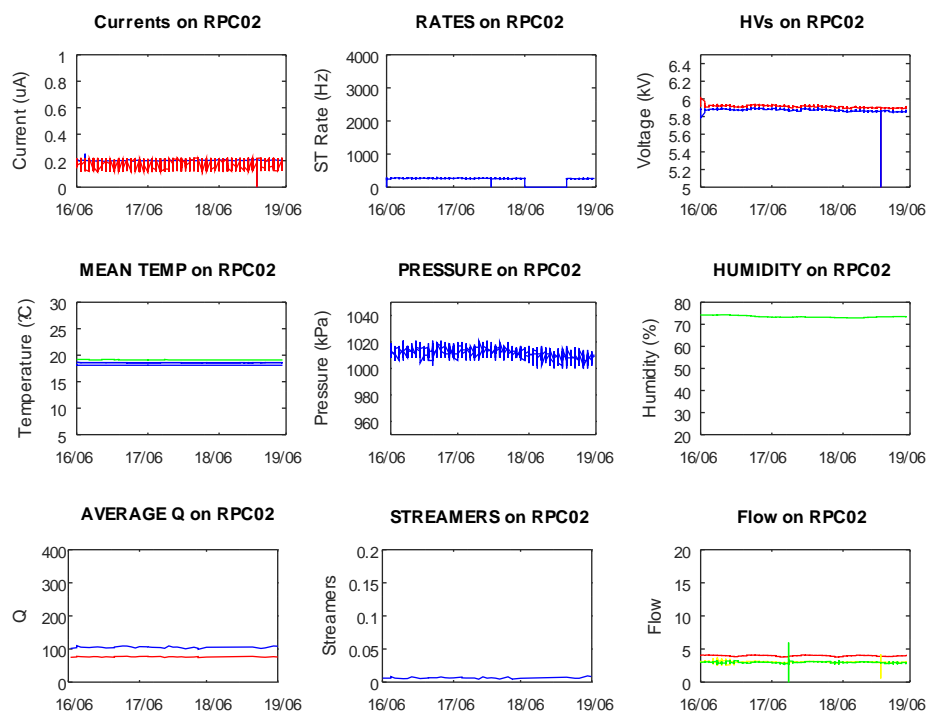 Currents on RPC02
RATES on RPC02
HVs on RPC02
Current (uA)
1
0.8
0.6
0.4
0.2
0
16/06 17/06 18/06 19/06
ST Rate (Hz)
4000
3000
2000
1000
0
16/06 17/06 18/06 19/06
Voltage (kV)
6.4
6.2
6
5.8
5.6
5.4
5.2
5
16/06 17/06 18/06 19/06
MEAN TEMP on RPC02
PRESSURE on RPC02
HUMIDITY on RPC02
Temperature (?C)
30
25
20
15
10
5
16/06 17/06 18/06 19/06
Pressure (kPa)
1040
1020
1000
980
960
16/06 17/06 18/06 19/06
Humidity (%)
80
70
60
50
40
30
20
16/06 17/06 18/06 19/06
AVERAGE Q on RPC02
STREAMERS on RPC02
Flow on RPC02
Q
400
300
200
100
0
16/06 17/06 18/06 19/06
Streamers
0.2
0.15
0.1
0.05
0
16/06 17/06 18/06 19/06
Flow
20
15
10
5
0
16/06 17/06 18/06 19/06